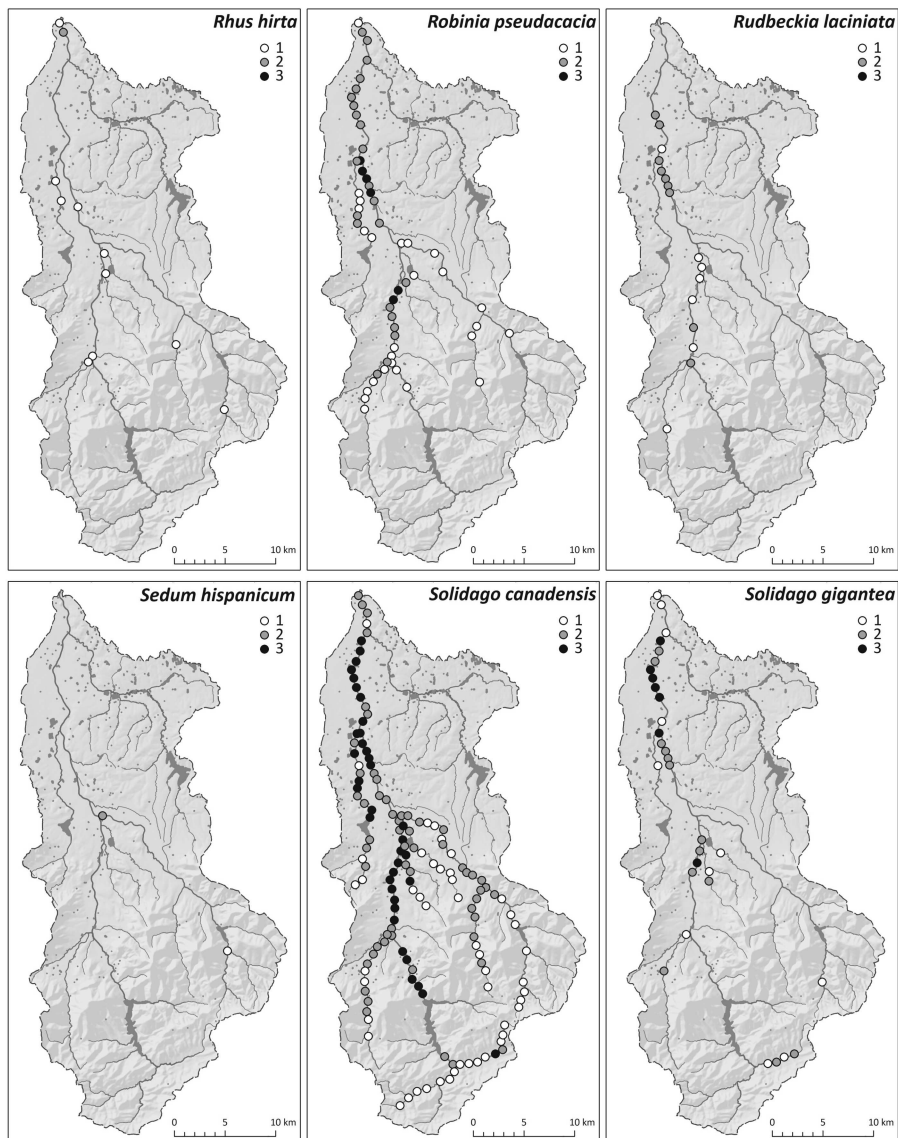 Rhus hirta
1
2
3
0 5 10 km
Robinia pseudacacia
1
2
3
0 5 10 km
Rudbeckia laciniata
1
2
3
0 5 10 km
Sedum hispanicum
1
2
3
0 5 10 km
Solidago canadensis
1
2
3
0 5 10 km
Solidago gigantea
1
2
3
0 5 10 km